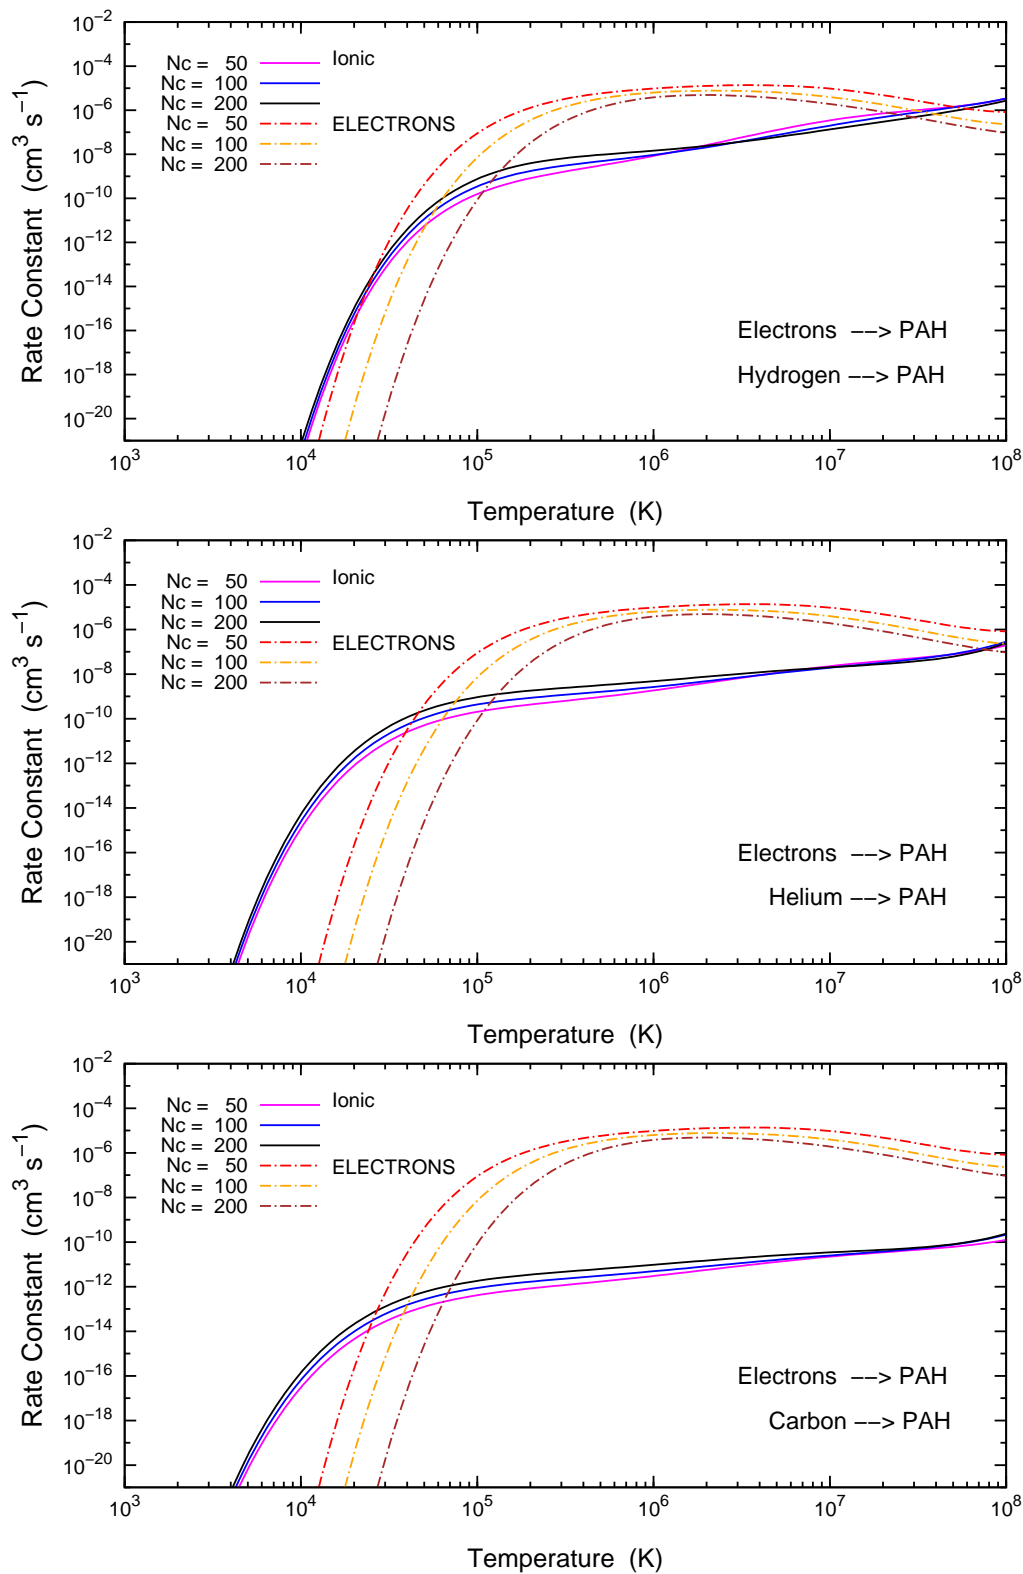 10⁻²
10⁻⁴
10⁻⁶
10⁻⁸
10⁻¹⁰
10⁻¹²
10⁻¹⁴
10⁻¹⁶
10⁻¹⁸
10⁻²⁰
Rate Constant (cm³ s⁻¹)
Nc = 50
Nc = 100
Nc = 200
Nc = 50
Nc = 100
Nc = 200
Ionic
ELECTRONS
Electrons −−> PAH
Hydrogen −−> PAH
10³ 10⁴ 10⁵ 10⁶ 10⁷ 10⁸
Temperature (K)
10⁻²
10⁻⁴
10⁻⁶
10⁻⁸
10⁻¹⁰
10⁻¹²
10⁻¹⁴
10⁻¹⁶
10⁻¹⁸
10⁻²⁰
Rate Constant (cm³ s⁻¹)
Nc = 50
Nc = 100
Nc = 200
Nc = 50
Nc = 100
Nc = 200
Ionic
ELECTRONS
Electrons −−> PAH
Helium −−> PAH
10³ 10⁴ 10⁵ 10⁶ 10⁷ 10⁸
Temperature (K)
10⁻²
10⁻⁴
10⁻⁶
10⁻⁸
10⁻¹⁰
10⁻¹²
10⁻¹⁴
10⁻¹⁶
10⁻¹⁸
10⁻²⁰
Rate Constant (cm³ s⁻¹)
Nc = 50
Nc = 100
Nc = 200
Nc = 50
Nc = 100
Nc = 200
Ionic
ELECTRONS
Electrons −−> PAH
Carbon −−> PAH
10³ 10⁴ 10⁵ 10⁶ 10⁷ 10⁸
Temperature (K)